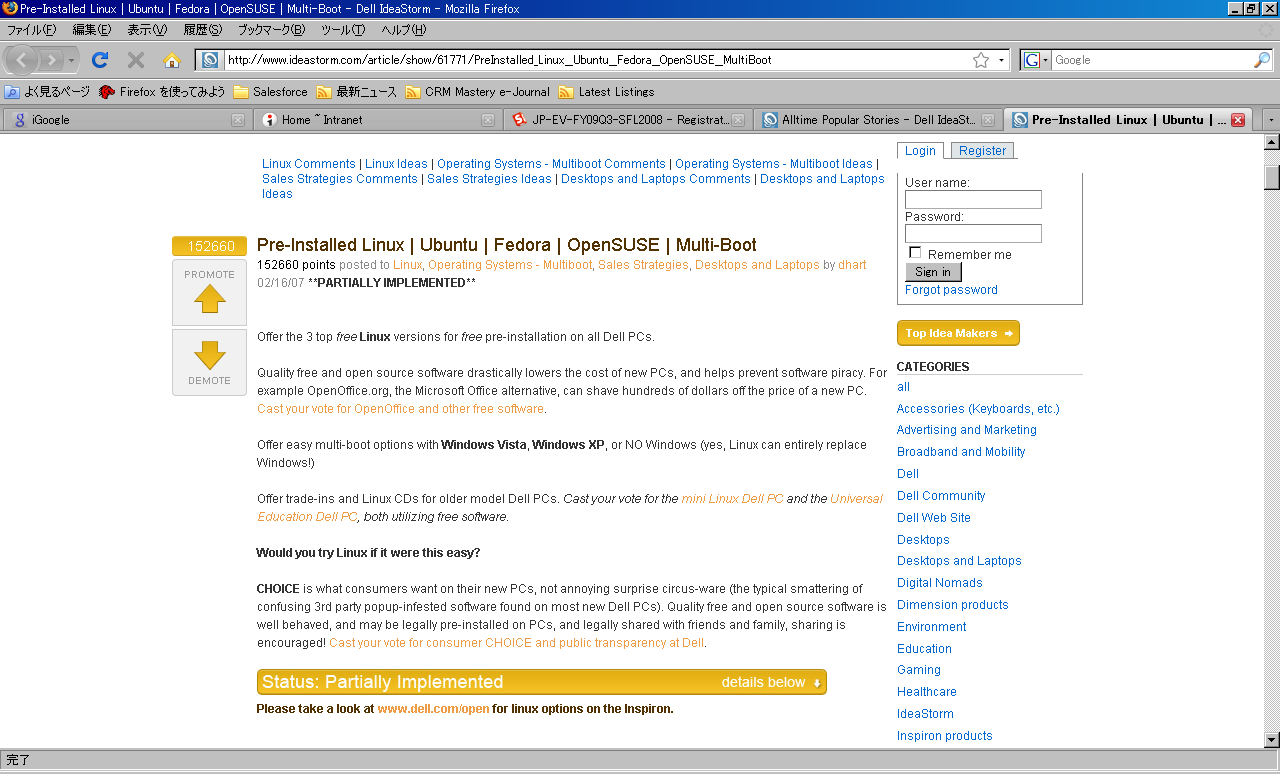 Pre-Installed Linux | Ubuntu | Fedora | OpenSUSE | Multi-Boot - Dell IdeaStorm - Mozilla Firefox
ファイル(F) 編集(E) 表示(V) 履歴(S) ブックマーク(B) ツール(T) ヘルプ(H)
http://www.ideastorm.com/article/show/61771/PreInstalled_Linux__Ubuntu__Fedora__OpenSUSE__MultiBoot
G Google
よく見るページ Firefox を使ってみよう Salesforce 最新ニュース CRM Mastery e-Journal Latest Listings
iGoogle Home ~ Intranet JP-EV-FY09Q3-SFL2008 - Registrat... Alltime Popular Stories - Dell IdeaSt... Pre-Installed Linux | Ubuntu | ...
Linux Comments | Linux Ideas | Operating Systems - Multiboot Comments | Operating Systems - Multiboot Ideas |
Sales Strategies Comments | Sales Strategies Ideas | Desktops and Laptops Comments | Desktops and Laptops
Ideas
152660
PROMOTE
DEMOTE
Pre-Installed Linux | Ubuntu | Fedora | OpenSUSE | Multi-Boot
152660 points posted to Linux, Operating Systems - Multiboot, Sales Strategies, Desktops and Laptops by dhart
02/16/07 **PARTIALLY IMPLEMENTED**
Offer the 3 top free Linux versions for free pre-installation on all Dell PCs.
Quality free and open source software drastically lowers the cost of new PCs, and helps prevent software piracy. For
example OpenOffice.org, the Microsoft Office alternative, can shave hundreds of dollars off the price of a new PC.
Cast your vote for OpenOffice and other free software.
Offer easy multi-boot options with Windows Vista, Windows XP, or NO Windows (yes, Linux can entirely replace
Windows!)
Offer trade-ins and Linux CDs for older model Dell PCs. Cast your vote for the mini Linux Dell PC and the Universal
Education Dell PC, both utilizing free software.
Would you try Linux if it were this easy?
CHOICE is what consumers want on their new PCs, not annoying surprise circus-ware (the typical smattering of
confusing 3rd party popup-infested software found on most new Dell PCs). Quality free and open source software is
well behaved, and may be legally pre-installed on PCs, and legally shared with friends and family, sharing is
encouraged! Cast your vote for consumer CHOICE and public transparency at Dell.
Status: Partially Implemented details below
Please take a look at www.dell.com/open for linux options on the Inspiron.
Login Register
User name:
Password:
Remember me
Sign in
Forgot password
Top Idea Makers
CATEGORIES
all
Accessories (Keyboards, etc.)
Advertising and Marketing
Broadband and Mobility
Dell
Dell Community
Dell Web Site
Desktops
Desktops and Laptops
Digital Nomads
Dimension products
Environment
Education
Gaming
Healthcare
IdeaStorm
Inspiron products
完了